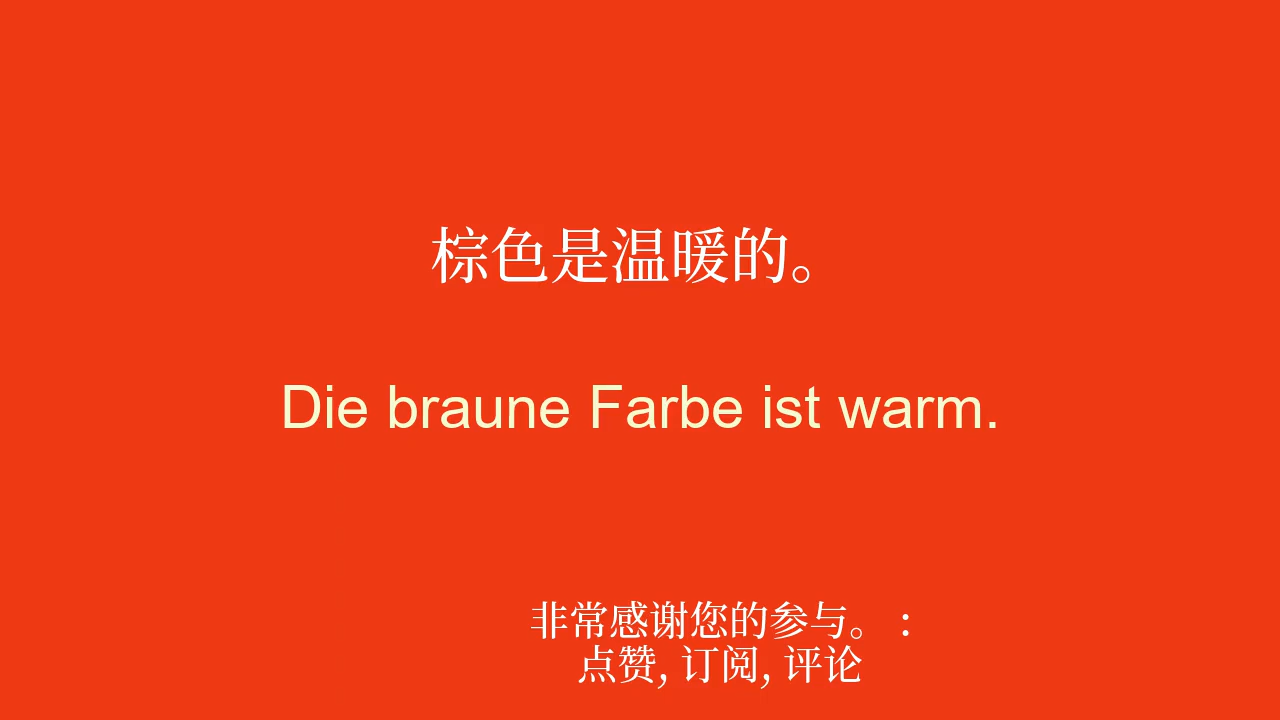 棕色是温暖的。
Die braune Farbe ist warm.
非常感谢您的参与。 :
点赞, 订阅, 评论